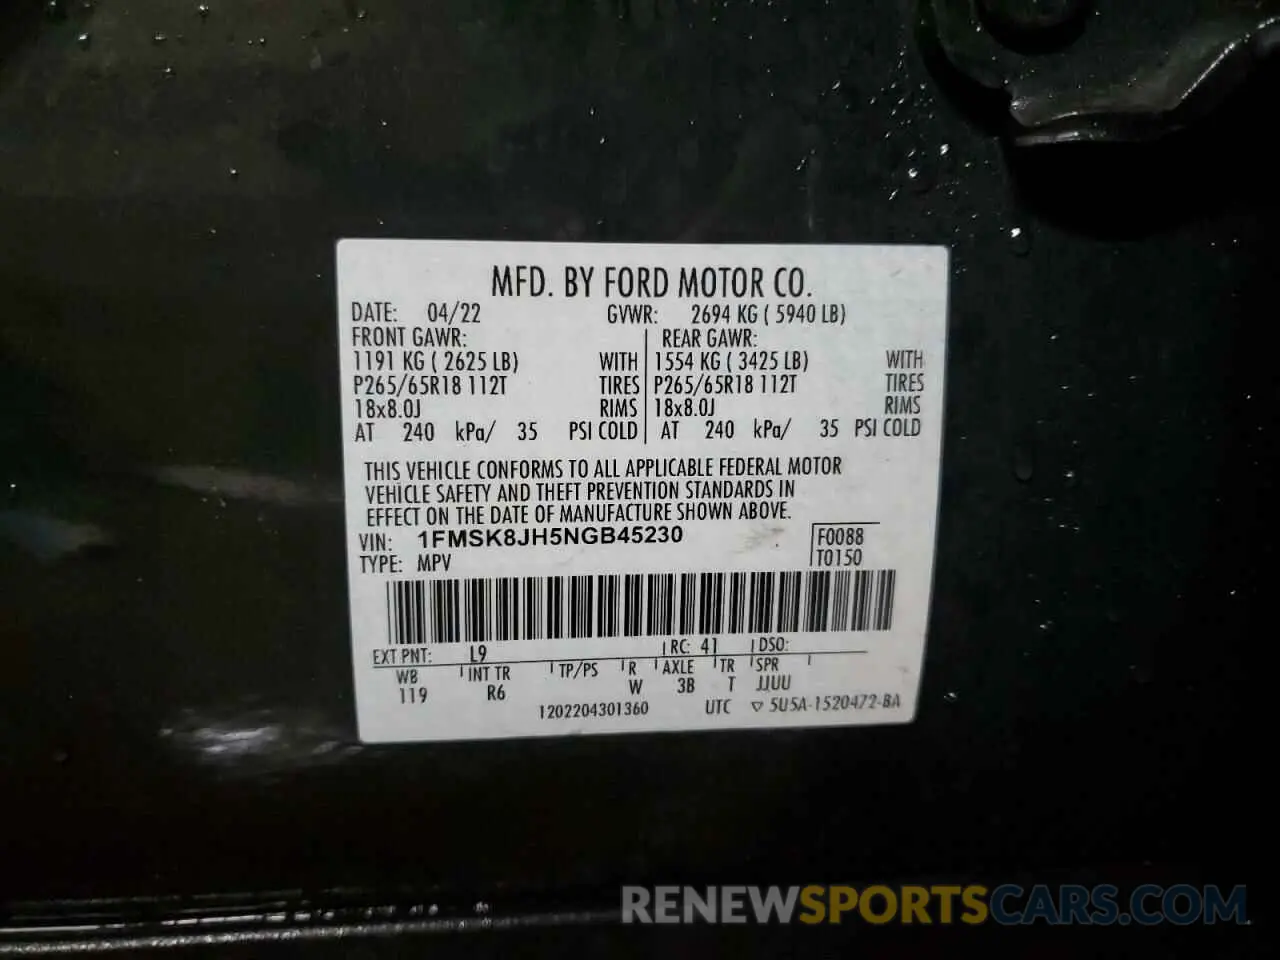 MFD. BY FORD MOTOR CO.
DATE: 04/22 GVWR: 2694 KG ( 5940 LB)
FRONT GAWR: REAR GAWR:
1191 KG ( 2625 LB) WITH 1554 KG ( 3425 LB) WITH
P265/65R18 112T TIRES P265/65R18 112T TIRES
18x8.0J RIMS 18x8.0J RIMS
AT 240 kPa/ 35 PSI COLD AT 240 kPa/ 35 PSI COLD
THIS VEHICLE CONFORMS TO ALL APPLICABLE FEDERAL MOTOR
VEHICLE SAFETY AND THEFT PREVENTION STANDARDS IN
EFFECT ON THE DATE OF MANUFACTURE SHOWN ABOVE.
VIN: 1FMSK8JH5NGB45230 F0088
TYPE: MPV T0150
EXT PNT: L9 RC: 41 DSO:
WB INT TR TP/PS R AXLE TR SPR
119 R6 W 3B T JJUU
1202204301360 UTC ▽ 5U5A-1520472-BA
RENEWSPORTSCARS.COM